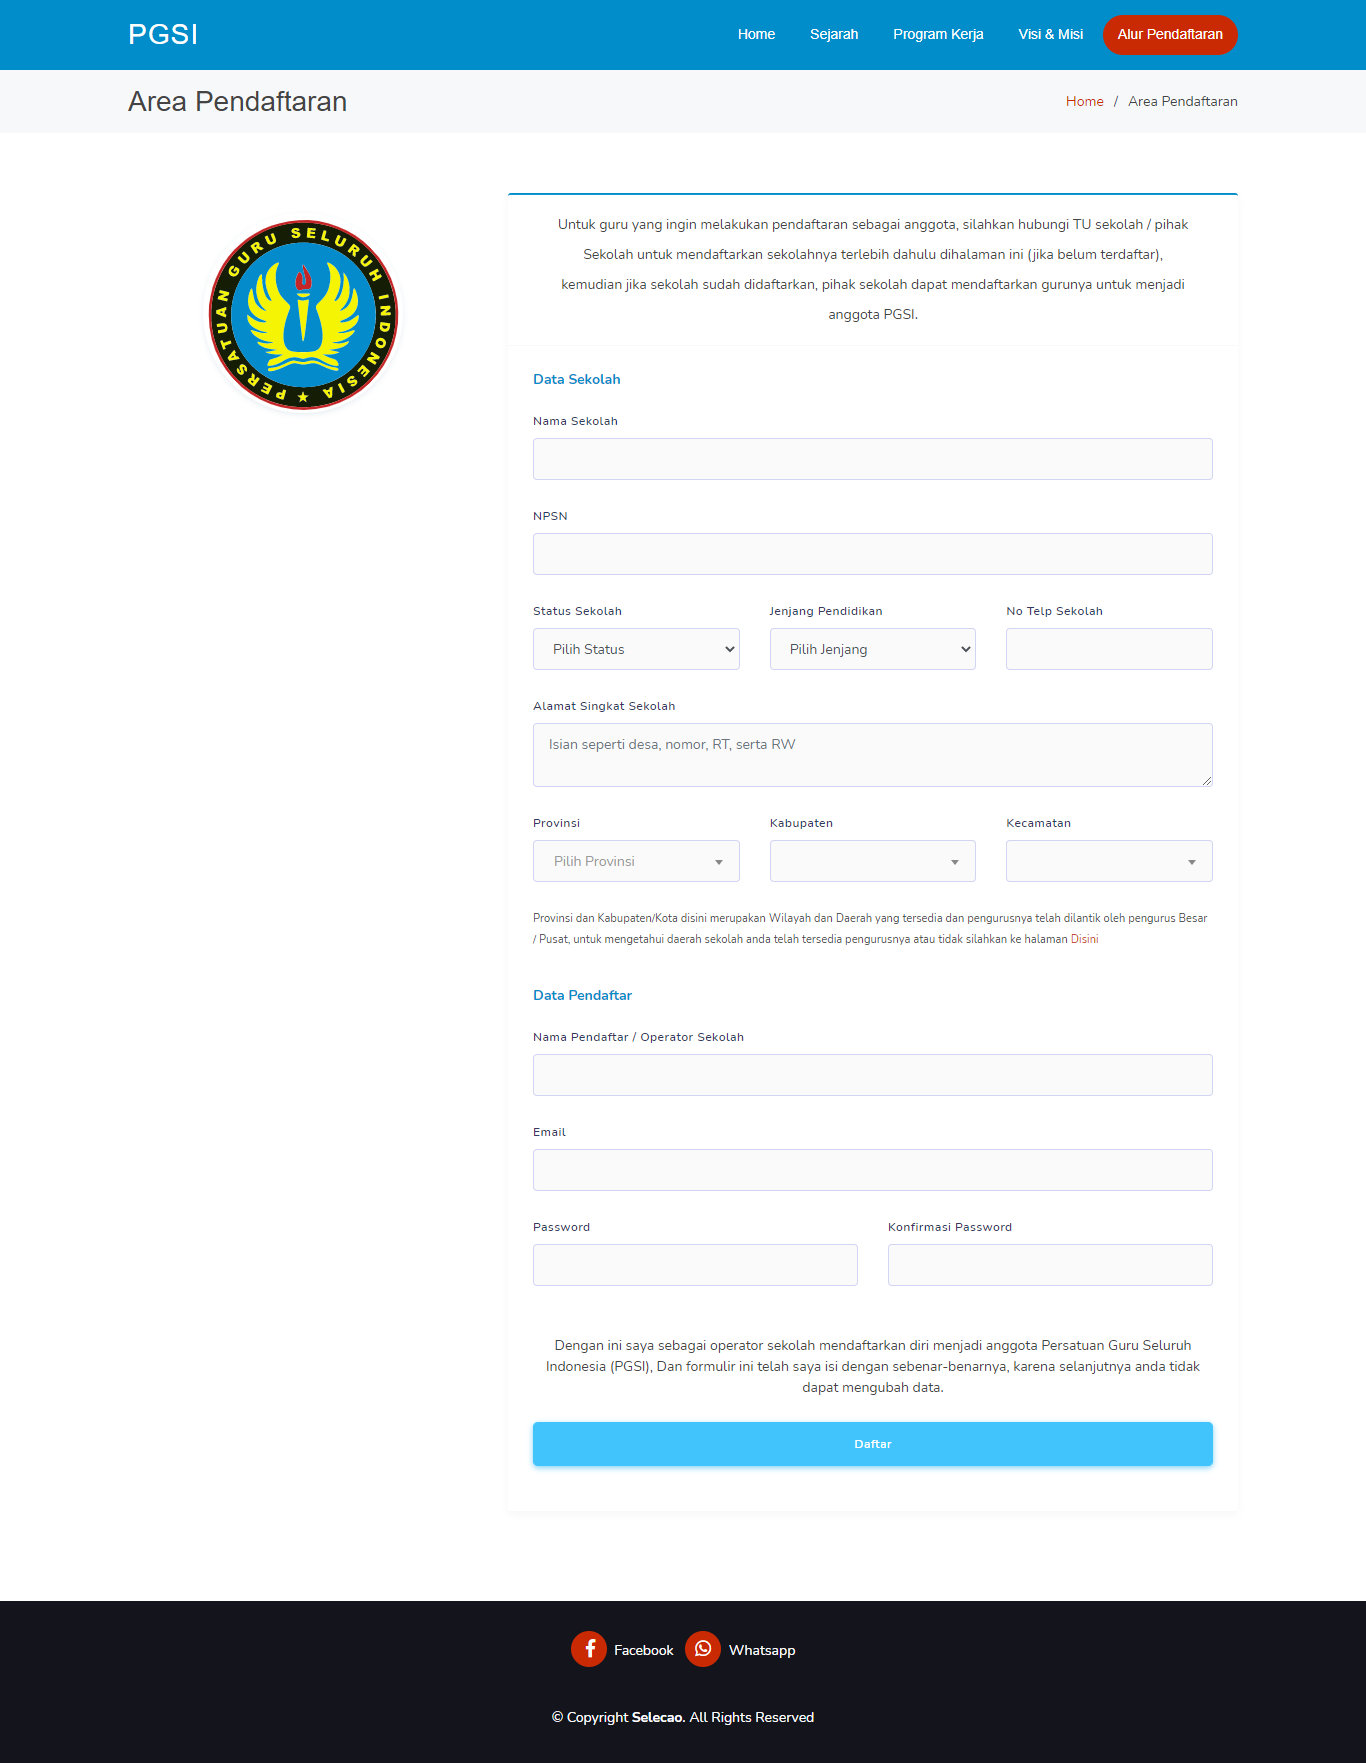 PGSI
Home
Sejarah
Program Kerja
Visi & Misi
Alur Pendaftaran
Area Pendaftaran
Home / Area Pendaftaran
PERSATUAN GURU SELURUH INDONESIA
Untuk guru yang ingin melakukan pendaftaran sebagai anggota, silahkan hubungi TU sekolah / pihak
Sekolah untuk mendaftarkan sekolahnya terlebih dahulu dihalaman ini (jika belum terdaftar),
kemudian jika sekolah sudah didaftarkan, pihak sekolah dapat mendaftarkan gurunya untuk menjadi
anggota PGSI.
Data Sekolah
Nama Sekolah
NPSN
Status Sekolah
Jenjang Pendidikan
No Telp Sekolah
Pilih Status
Pilih Jenjang
Alamat Singkat Sekolah
Isian seperti desa, nomor, RT, serta RW
Provinsi
Kabupaten
Kecamatan
Pilih Provinsi
Provinsi dan Kabupaten/Kota disini merupakan Wilayah dan Daerah yang tersedia dan pengurusnya telah dilantik oleh pengurus Besar
/ Pusat, untuk mengetahui daerah sekolah anda telah tersedia pengurusnya atau tidak silahkan ke halaman Disini
Data Pendaftar
Nama Pendaftar / Operator Sekolah
Email
Password
Konfirmasi Password
Dengan ini saya sebagai operator sekolah mendaftarkan diri menjadi anggota Persatuan Guru Seluruh
Indonesia (PGSI), Dan formulir ini telah saya isi dengan sebenar-benarnya, karena selanjutnya anda tidak
dapat mengubah data.
Daftar
Facebook
Whatsapp
© Copyright Selecao. All Rights Reserved